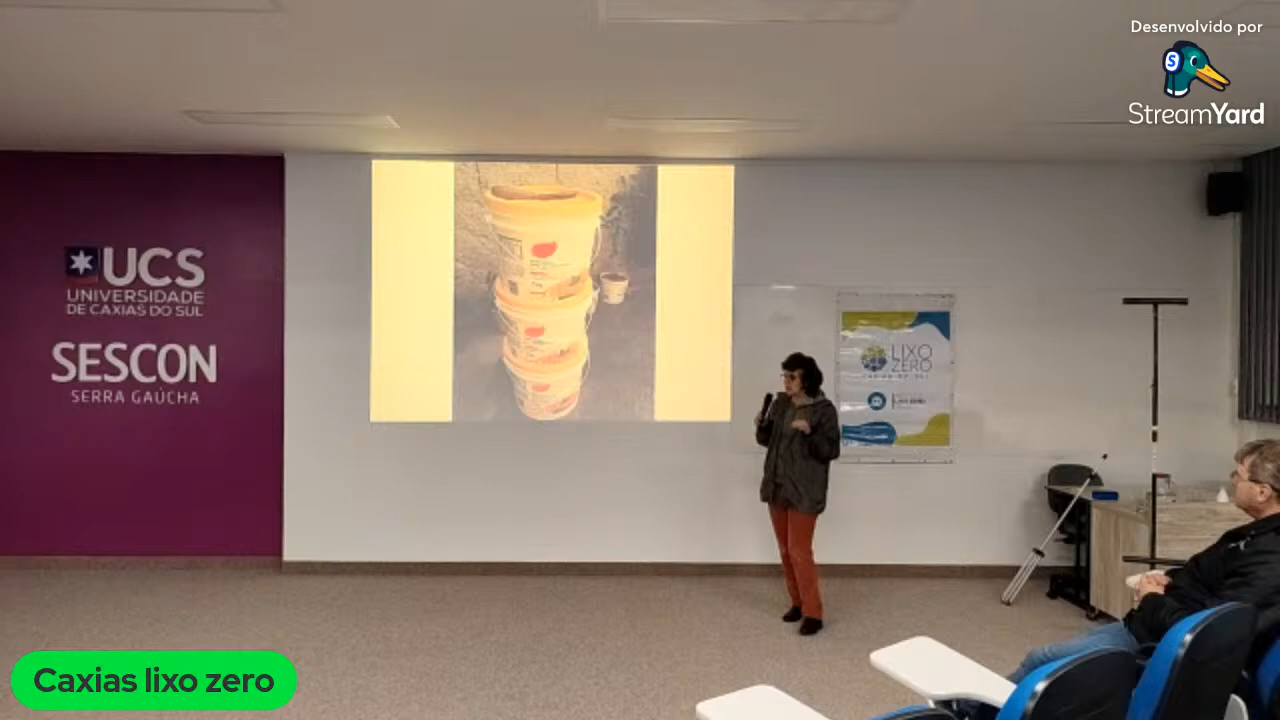 Desenvolvido por
StreamYard
UCS
UNIVERSIDADE
DE CAXIAS DO SUL
SESCON
SERRA GAÚCHA
LIXO
ZERO
Caxias lixo zero